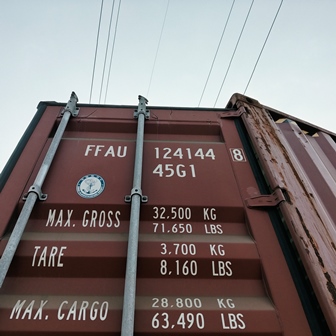 FFAU 124144 8
45G1
MAX. GROSS 32.500 KG
71.650 LBS
TARE 3.700 KG
8,160 LBS
MAX. CARGO 28.800 KG
63,490 LBS